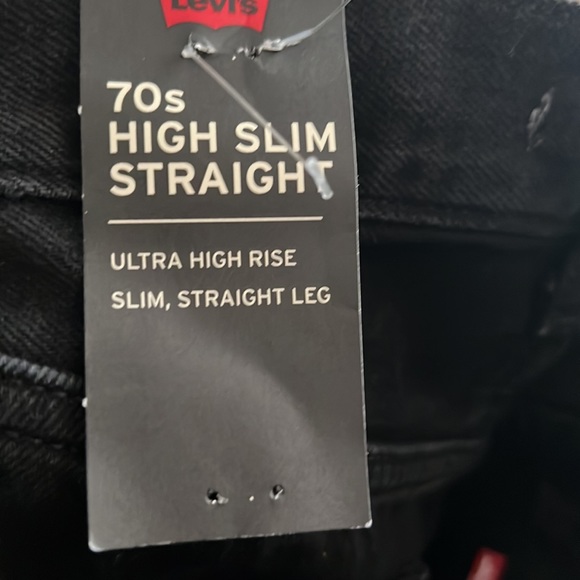 Levi's
70s
HIGH SLIM
STRAIGHT
ULTRA HIGH RISE
SLIM, STRAIGHT LEG